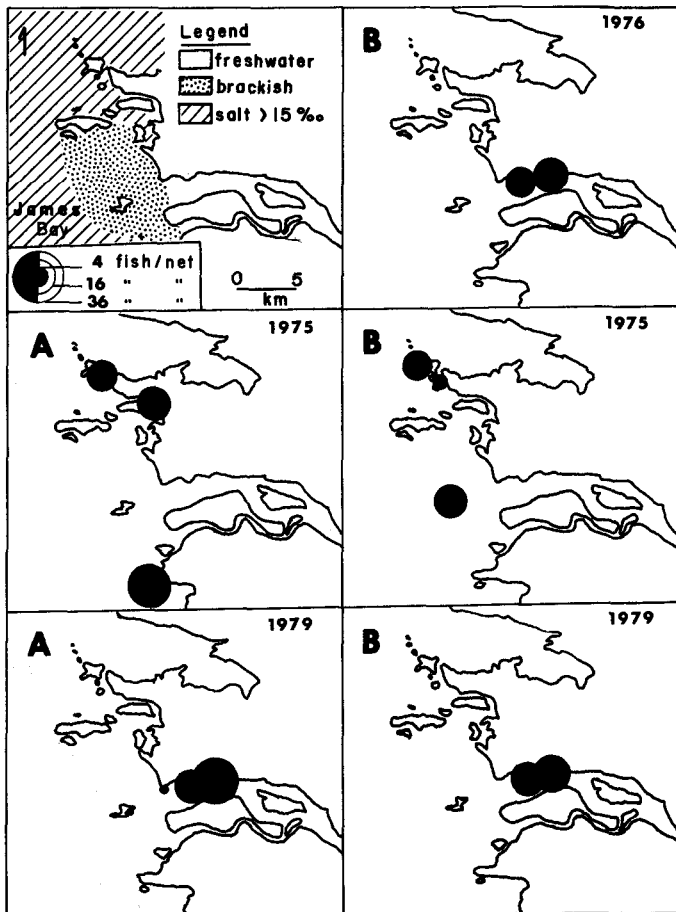 Legend
freshwater
brackish
salt > 15 ‰
James
Bay
4 fish/net
16 " "
36 " "
0 5
km
B 1976
A 1975
B 1975
A 1979
B 1979